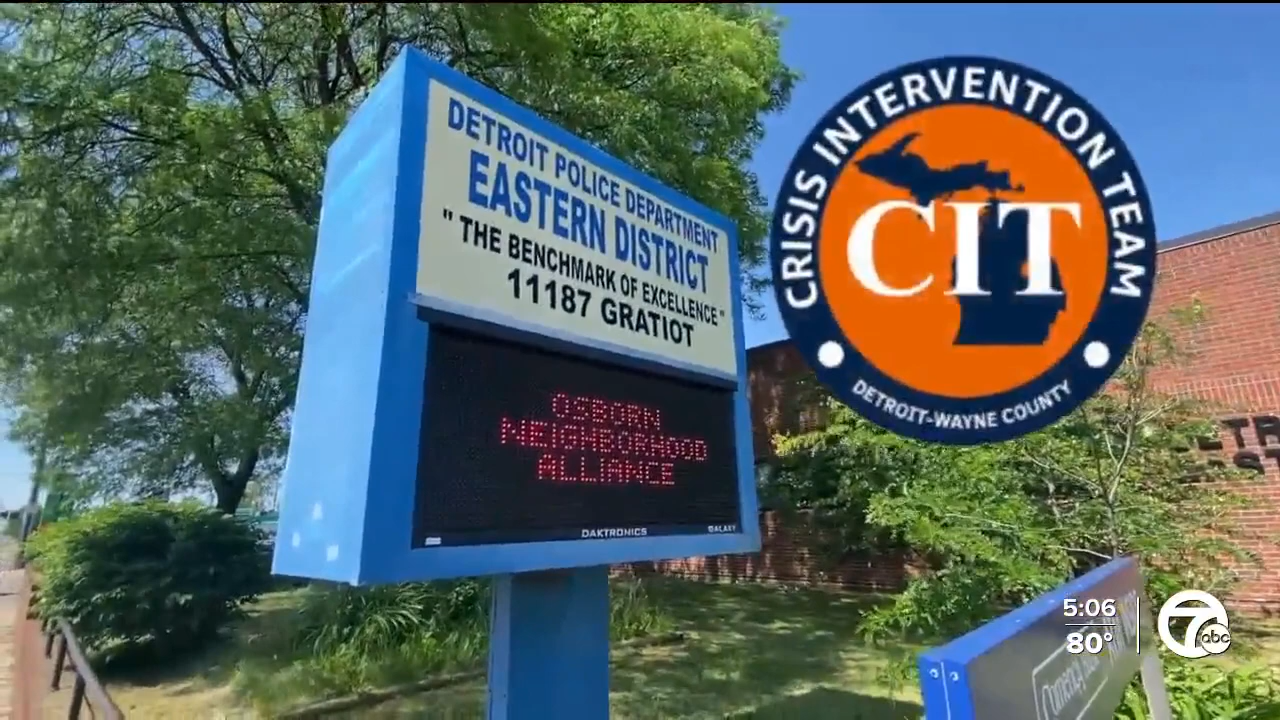 DETROIT POLICE DEPARTMENT
EASTERN DISTRICT
" THE BENCHMARK OF EXCELLENCE"
11187 GRATIOT
OSBORN
NEIGHBORHOOD
ALLIANCE
DAKTRONICS
GALAXY
CRISIS INTERVENTION TEAM
CIT
DETROIT-WAYNE COUNTY
5:06
80°
7 abc